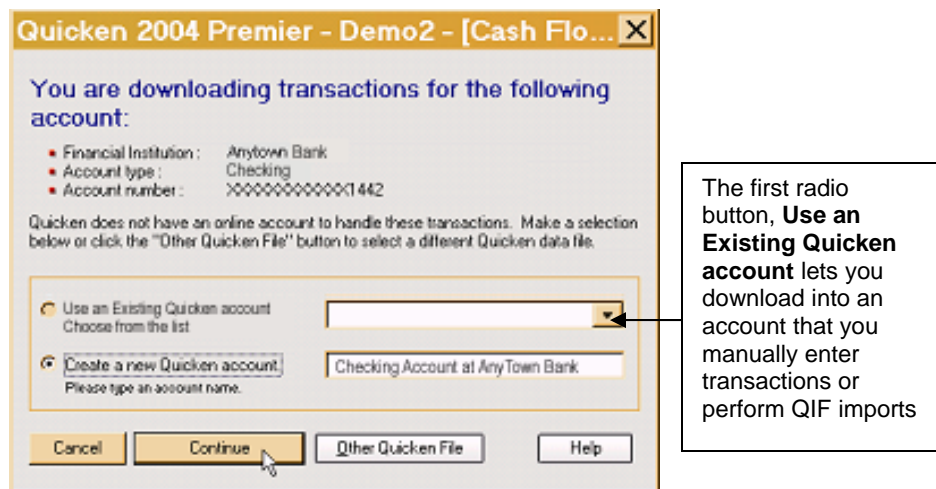 Quicken 2004 Premier - Demo2 - [Cash Flo...
You are downloading transactions for the following
account:
• Financial Institution : Anytown Bank
• Account type : Checking
• Account number : XXXXXXXXXXXX1442
Quicken does not have an online account to handle these transactions. Make a selection
below or click the "Other Quicken File" button to select a different Quicken data file.
Use an Existing Quicken account
Choose from the list
Create a new Quicken account.
Checking Account at AnyTown Bank
Please type an account name.
Cancel
Continue
Other Quicken File
Help
The first radio
button, Use an
Existing Quicken
account lets you
download into an
account that you
manually enter
transactions or
perform QIF imports